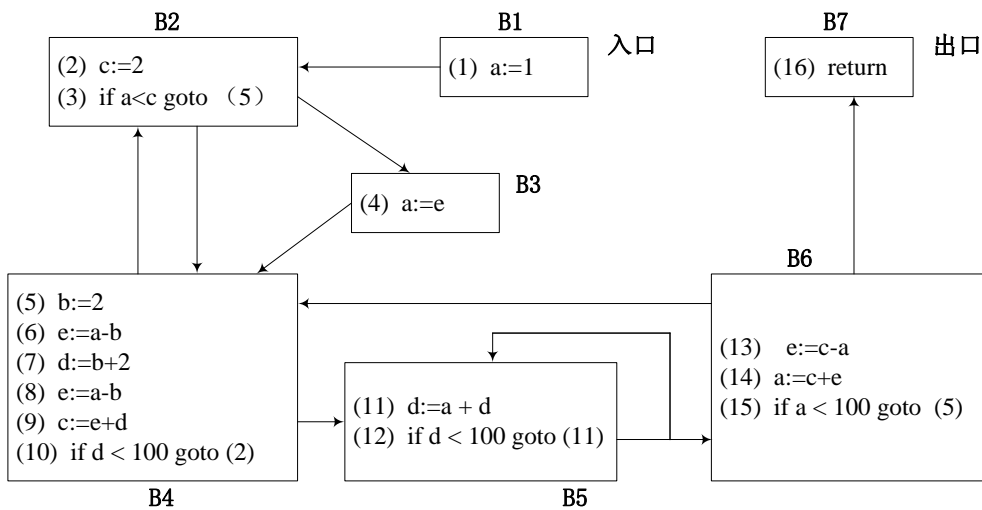 B2
(2) c:=2
(3) if a<c goto （5）
B1
入口
(1) a:=1
B7
出口
(16) return
B3
(4) a:=e
(5) b:=2
(6) e:=a-b
(7) d:=b+2
(8) e:=a-b
(9) c:=e+d
(10) if d < 100 goto (2)
B4
(11) d:=a + d
(12) if d < 100 goto (11)
B5
B6
(13) e:=c-a
(14) a:=c+e
(15) if a < 100 goto (5)